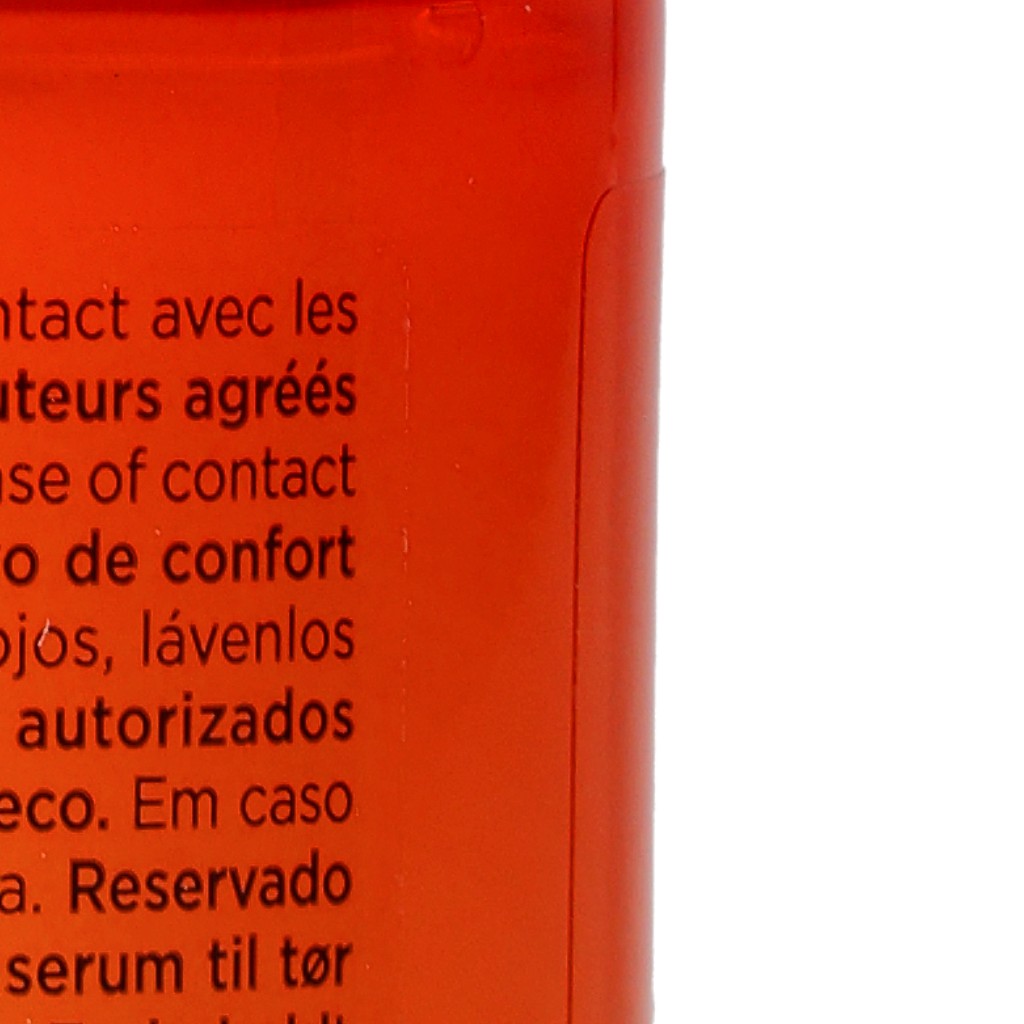 ntact avec les
uteurs agréés
ase of contact
o de confort
ojos, lávenlos
autorizados
eco. Em caso
a. Reservado
serum til tør